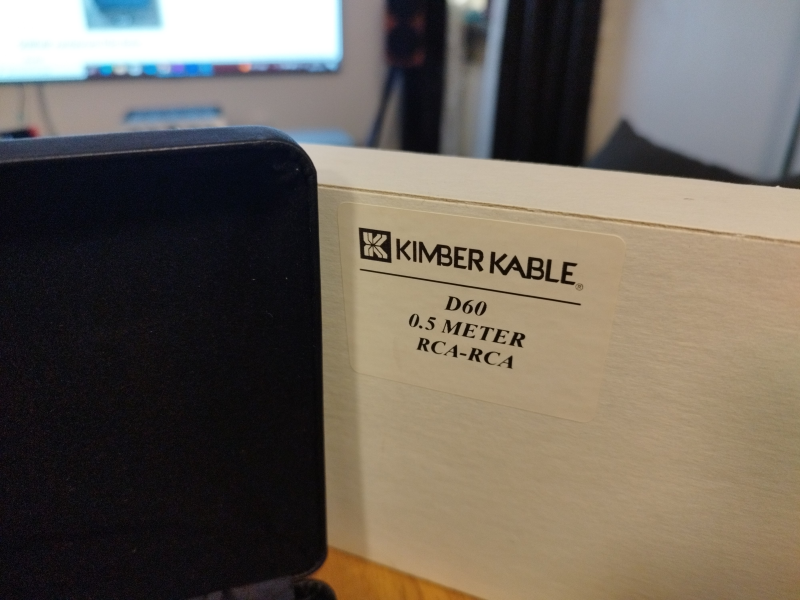 KIMBER KABLE®
D60
0.5 METER
RCA-RCA